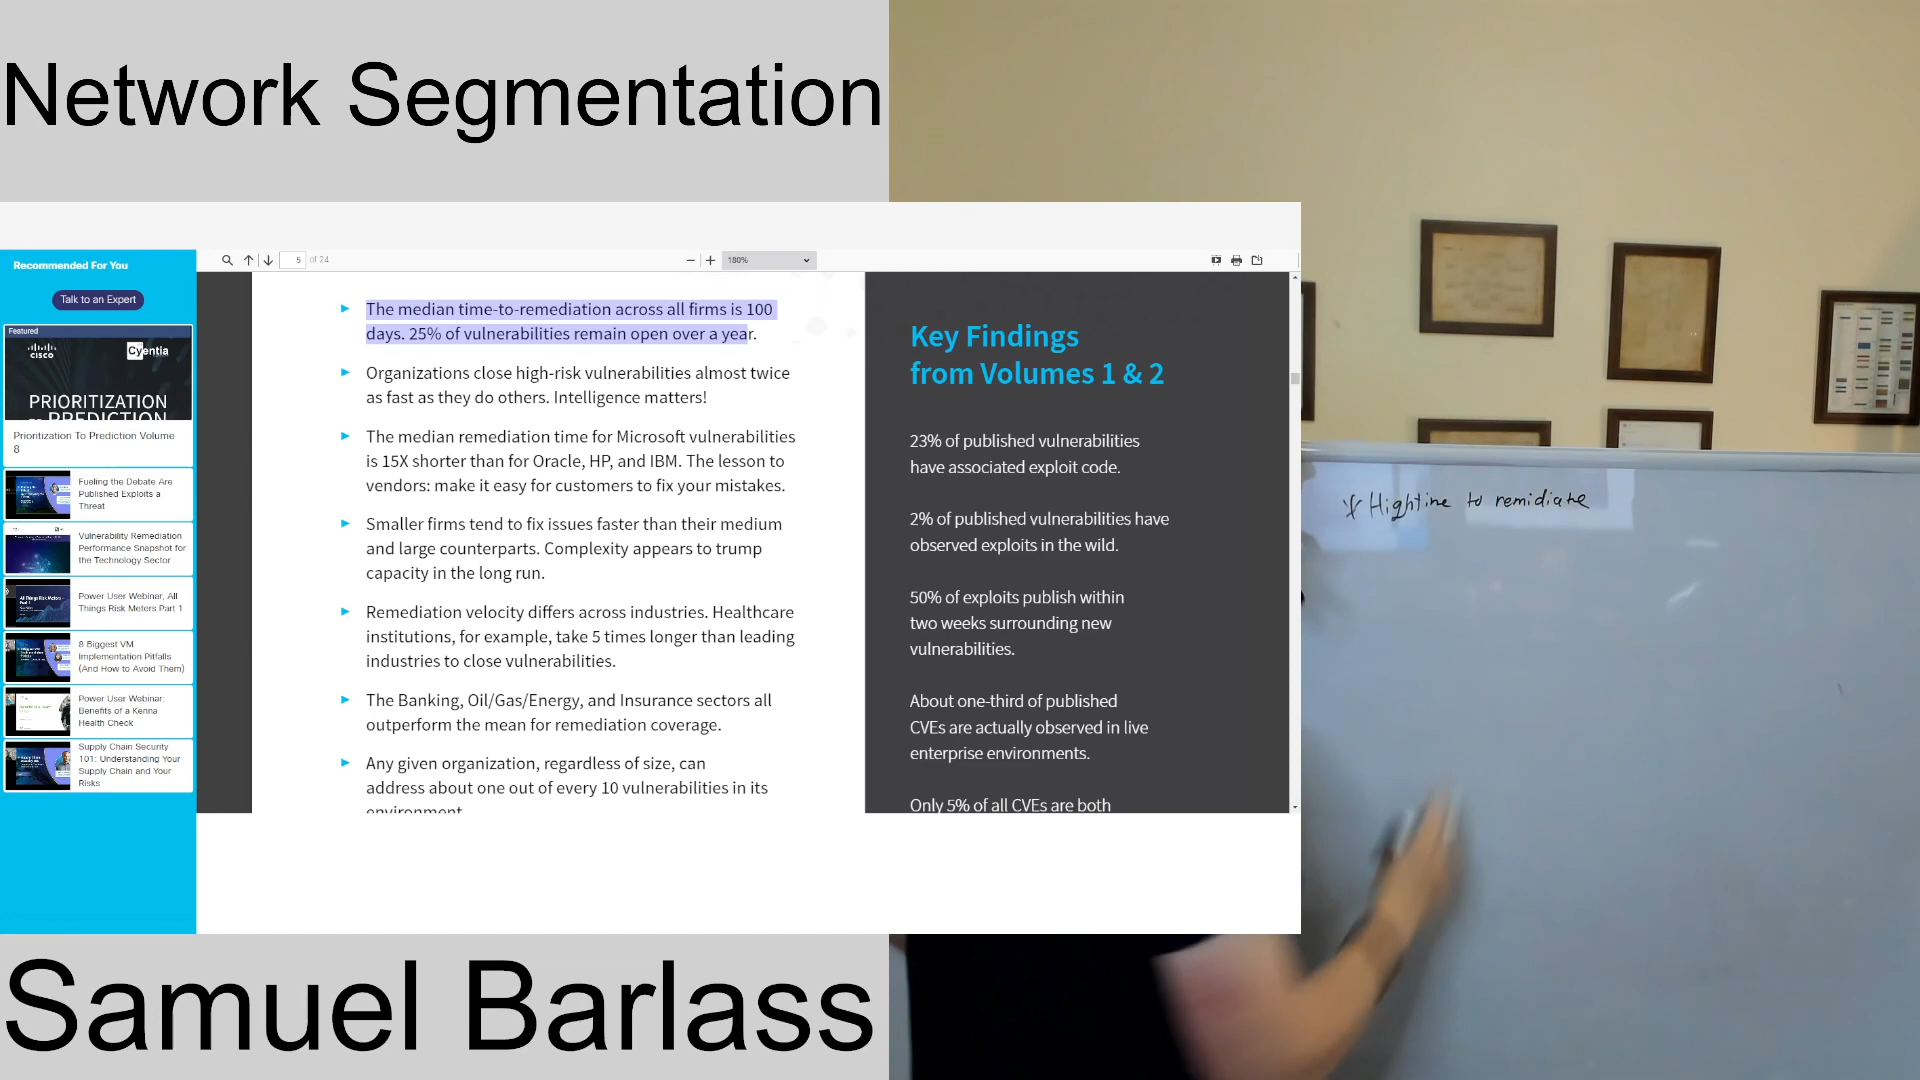 Network Segmentation
Recommended For You
Talk to an Expert
Featured
CISCO
Cyentia
PRIORITIZATION
TO PREDICTION
Prioritization To Prediction Volume
8
Fueling the Debate Are
Published Exploits a
Threat
Vulnerability Remediation
Performance Snapshot for
the Technology Sector
Power User Webinar, All
Things Risk Meters Part 1
8 Biggest VM
Implementation Pitfalls
(And How to Avoid Them)
Power User Webinar:
Benefits of a Kenna
Health Check
Supply Chain Security
101: Understanding Your
Supply Chain and Your
Risks
5 of 24
180%
The median time-to-remediation across all firms is 100
days. 25% of vulnerabilities remain open over a year.
Organizations close high-risk vulnerabilities almost twice
as fast as they do others. Intelligence matters!
The median remediation time for Microsoft vulnerabilities
is 15X shorter than for Oracle, HP, and IBM. The lesson to
vendors: make it easy for customers to fix your mistakes.
Smaller firms tend to fix issues faster than their medium
and large counterparts. Complexity appears to trump
capacity in the long run.
Remediation velocity differs across industries. Healthcare
institutions, for example, take 5 times longer than leading
industries to close vulnerabilities.
The Banking, Oil/Gas/Energy, and Insurance sectors all
outperform the mean for remediation coverage.
Any given organization, regardless of size, can
address about one out of every 10 vulnerabilities in its
environment
Key Findings
from Volumes 1 & 2
23% of published vulnerabilities
have associated exploit code.
2% of published vulnerabilities have
observed exploits in the wild.
50% of exploits publish within
two weeks surrounding new
vulnerabilities.
About one-third of published
CVEs are actually observed in live
enterprise environments.
Only 5% of all CVEs are both
* Hightime to remidiate
Samuel Barlass